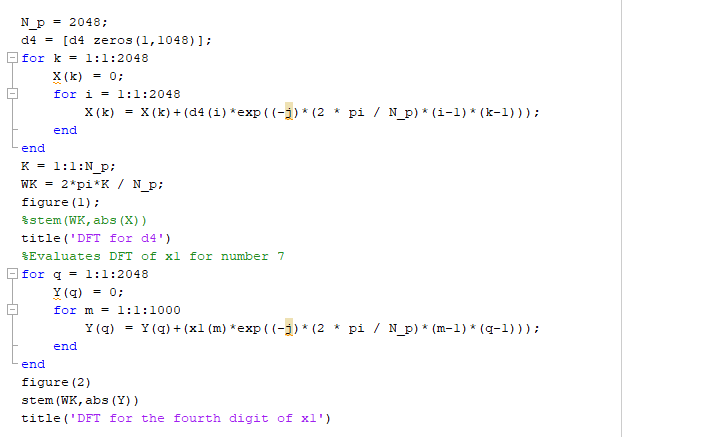 N_p = 2048;
d4 = [d4 zeros(1,1048)];
for k = 1:1:2048
X(k) = 0;
for i = 1:1:2048
X(k) = X(k)+(d4(i)*exp((-j)*(2 * pi / N_p)*(i-1)*(k-1)));
end
end
K = 1:1:N_p;
WK = 2*pi*K / N_p;
figure(1);
%stem(WK,abs(X))
title('DFT for d4')
%Evaluates DFT of x1 for number 7
for q = 1:1:2048
Y(q) = 0;
for m = 1:1:1000
Y(q) = Y(q)+(x1(m)*exp((-j)*(2 * pi / N_p)*(m-1)*(q-1)));
end
end
figure(2)
stem(WK,abs(Y))
title('DFT for the fourth digit of x1')